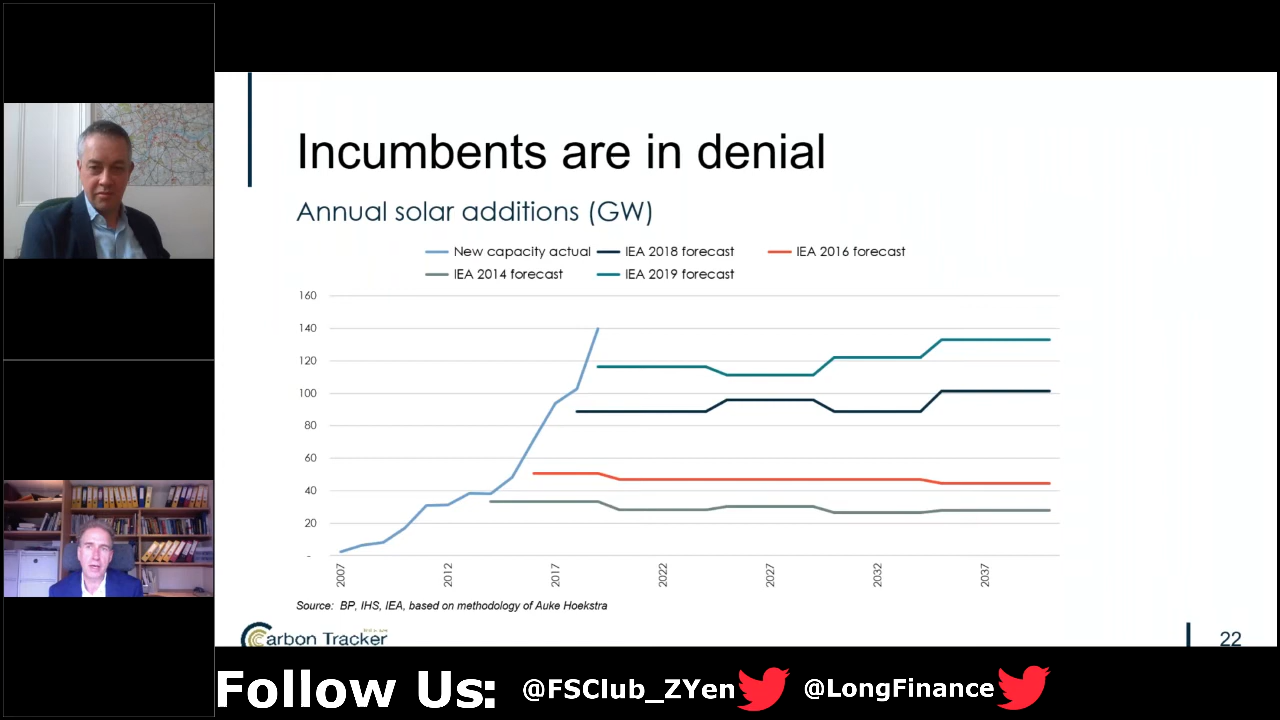 Incumbents are in denial
Annual solar additions (GW)
New capacity actual IEA 2018 forecast IEA 2016 forecast
IEA 2014 forecast IEA 2019 forecast
160
140
120
100
80
60
40
20
-
2007 2012 2017 2022 2027 2032 2037
Source: BP, IHS, IEA, based on methodology of Auke Hoekstra
Carbon Tracker
22
Follow Us: @FSClub_ZYen @LongFinance